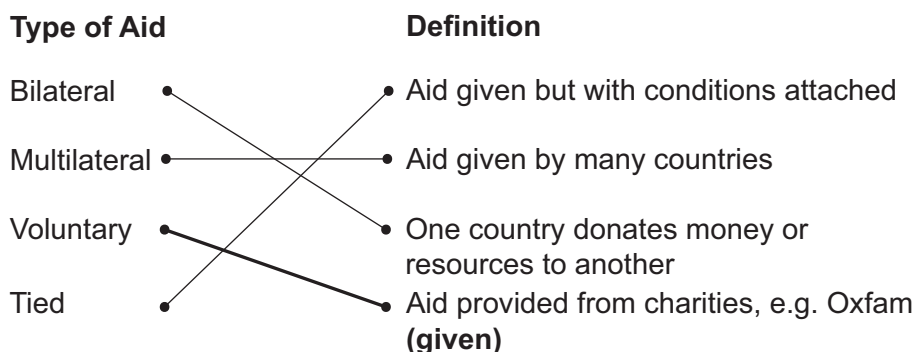 Type of Aid Definition
Bilateral Aid given but with conditions attached
Multilateral Aid given by many countries
Voluntary One country donates money or
resources to another
Tied Aid provided from charities, e.g. Oxfam
(given)